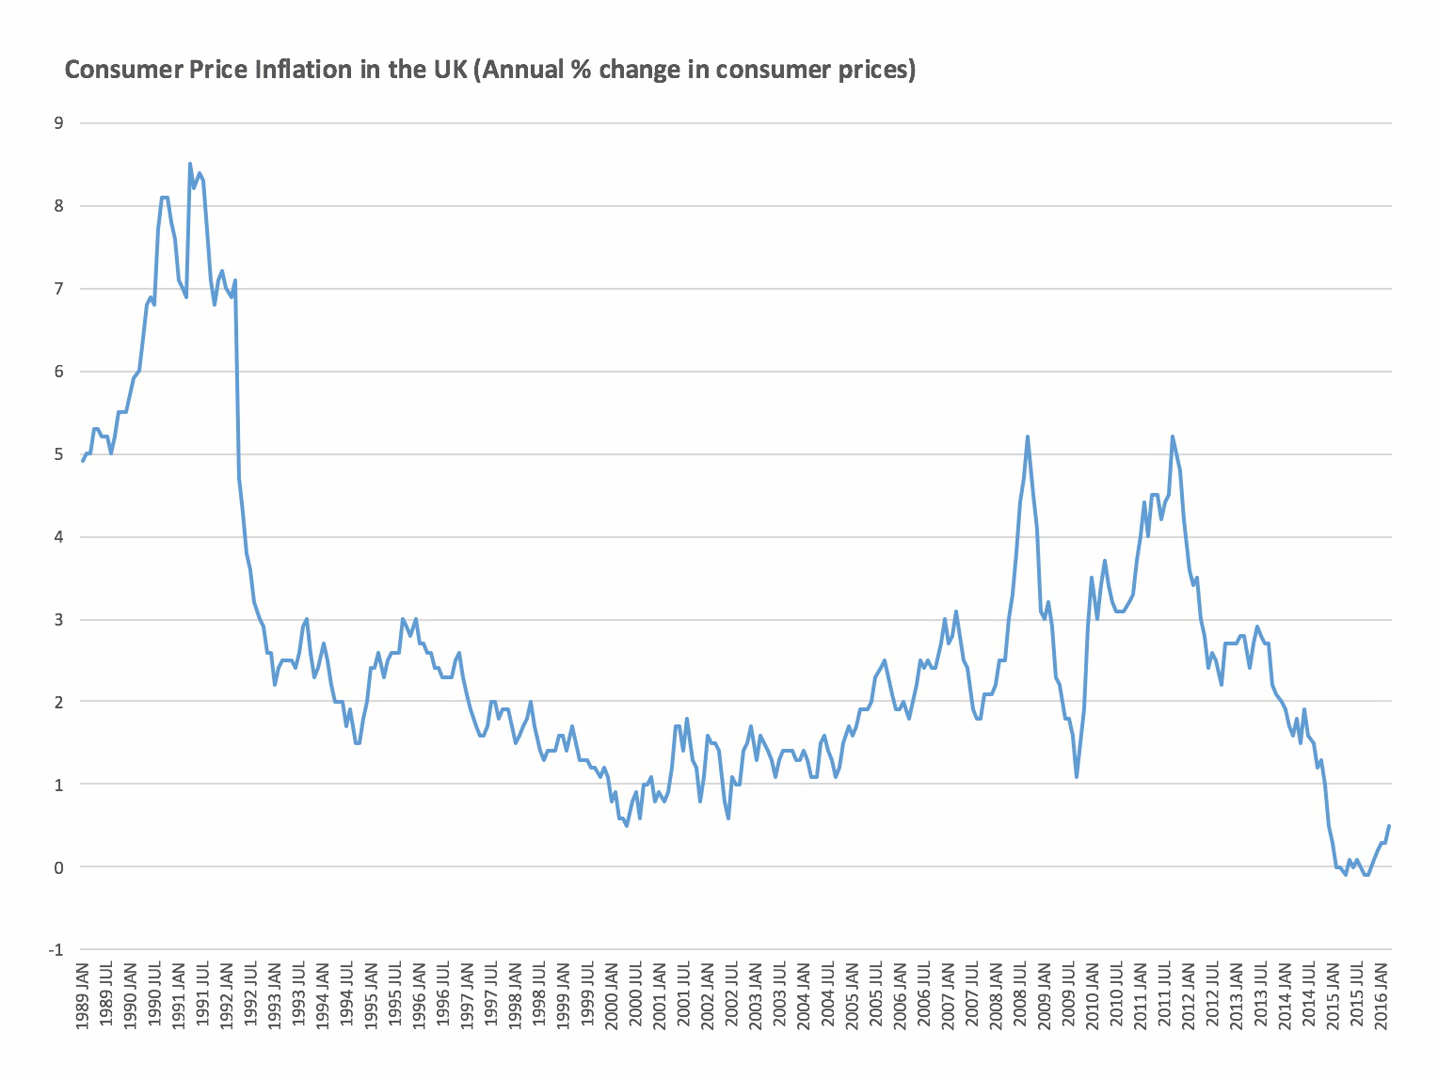 Consumer Price Inflation in the UK (Annual % change in consumer prices)
9
8
7
6
5
4
3
2
1
0
-1
1989 JAN
1989 JUL
1990 JAN
1990 JUL
1991 JAN
1991 JUL
1992 JAN
1992 JUL
1993 JAN
1993 JUL
1994 JAN
1994 JUL
1995 JAN
1995 JUL
1996 JAN
1996 JUL
1997 JAN
1997 JUL
1998 JAN
1998 JUL
1999 JAN
1999 JUL
2000 JAN
2000 JUL
2001 JAN
2001 JUL
2002 JAN
2002 JUL
2003 JAN
2003 JUL
2004 JAN
2004 JUL
2005 JAN
2005 JUL
2006 JAN
2006 JUL
2007 JAN
2007 JUL
2008 JAN
2008 JUL
2009 JAN
2009 JUL
2010 JAN
2010 JUL
2011 JAN
2011 JUL
2012 JAN
2012 JUL
2013 JAN
2013 JUL
2014 JAN
2014 JUL
2015 JAN
2015 JUL
2016 JAN